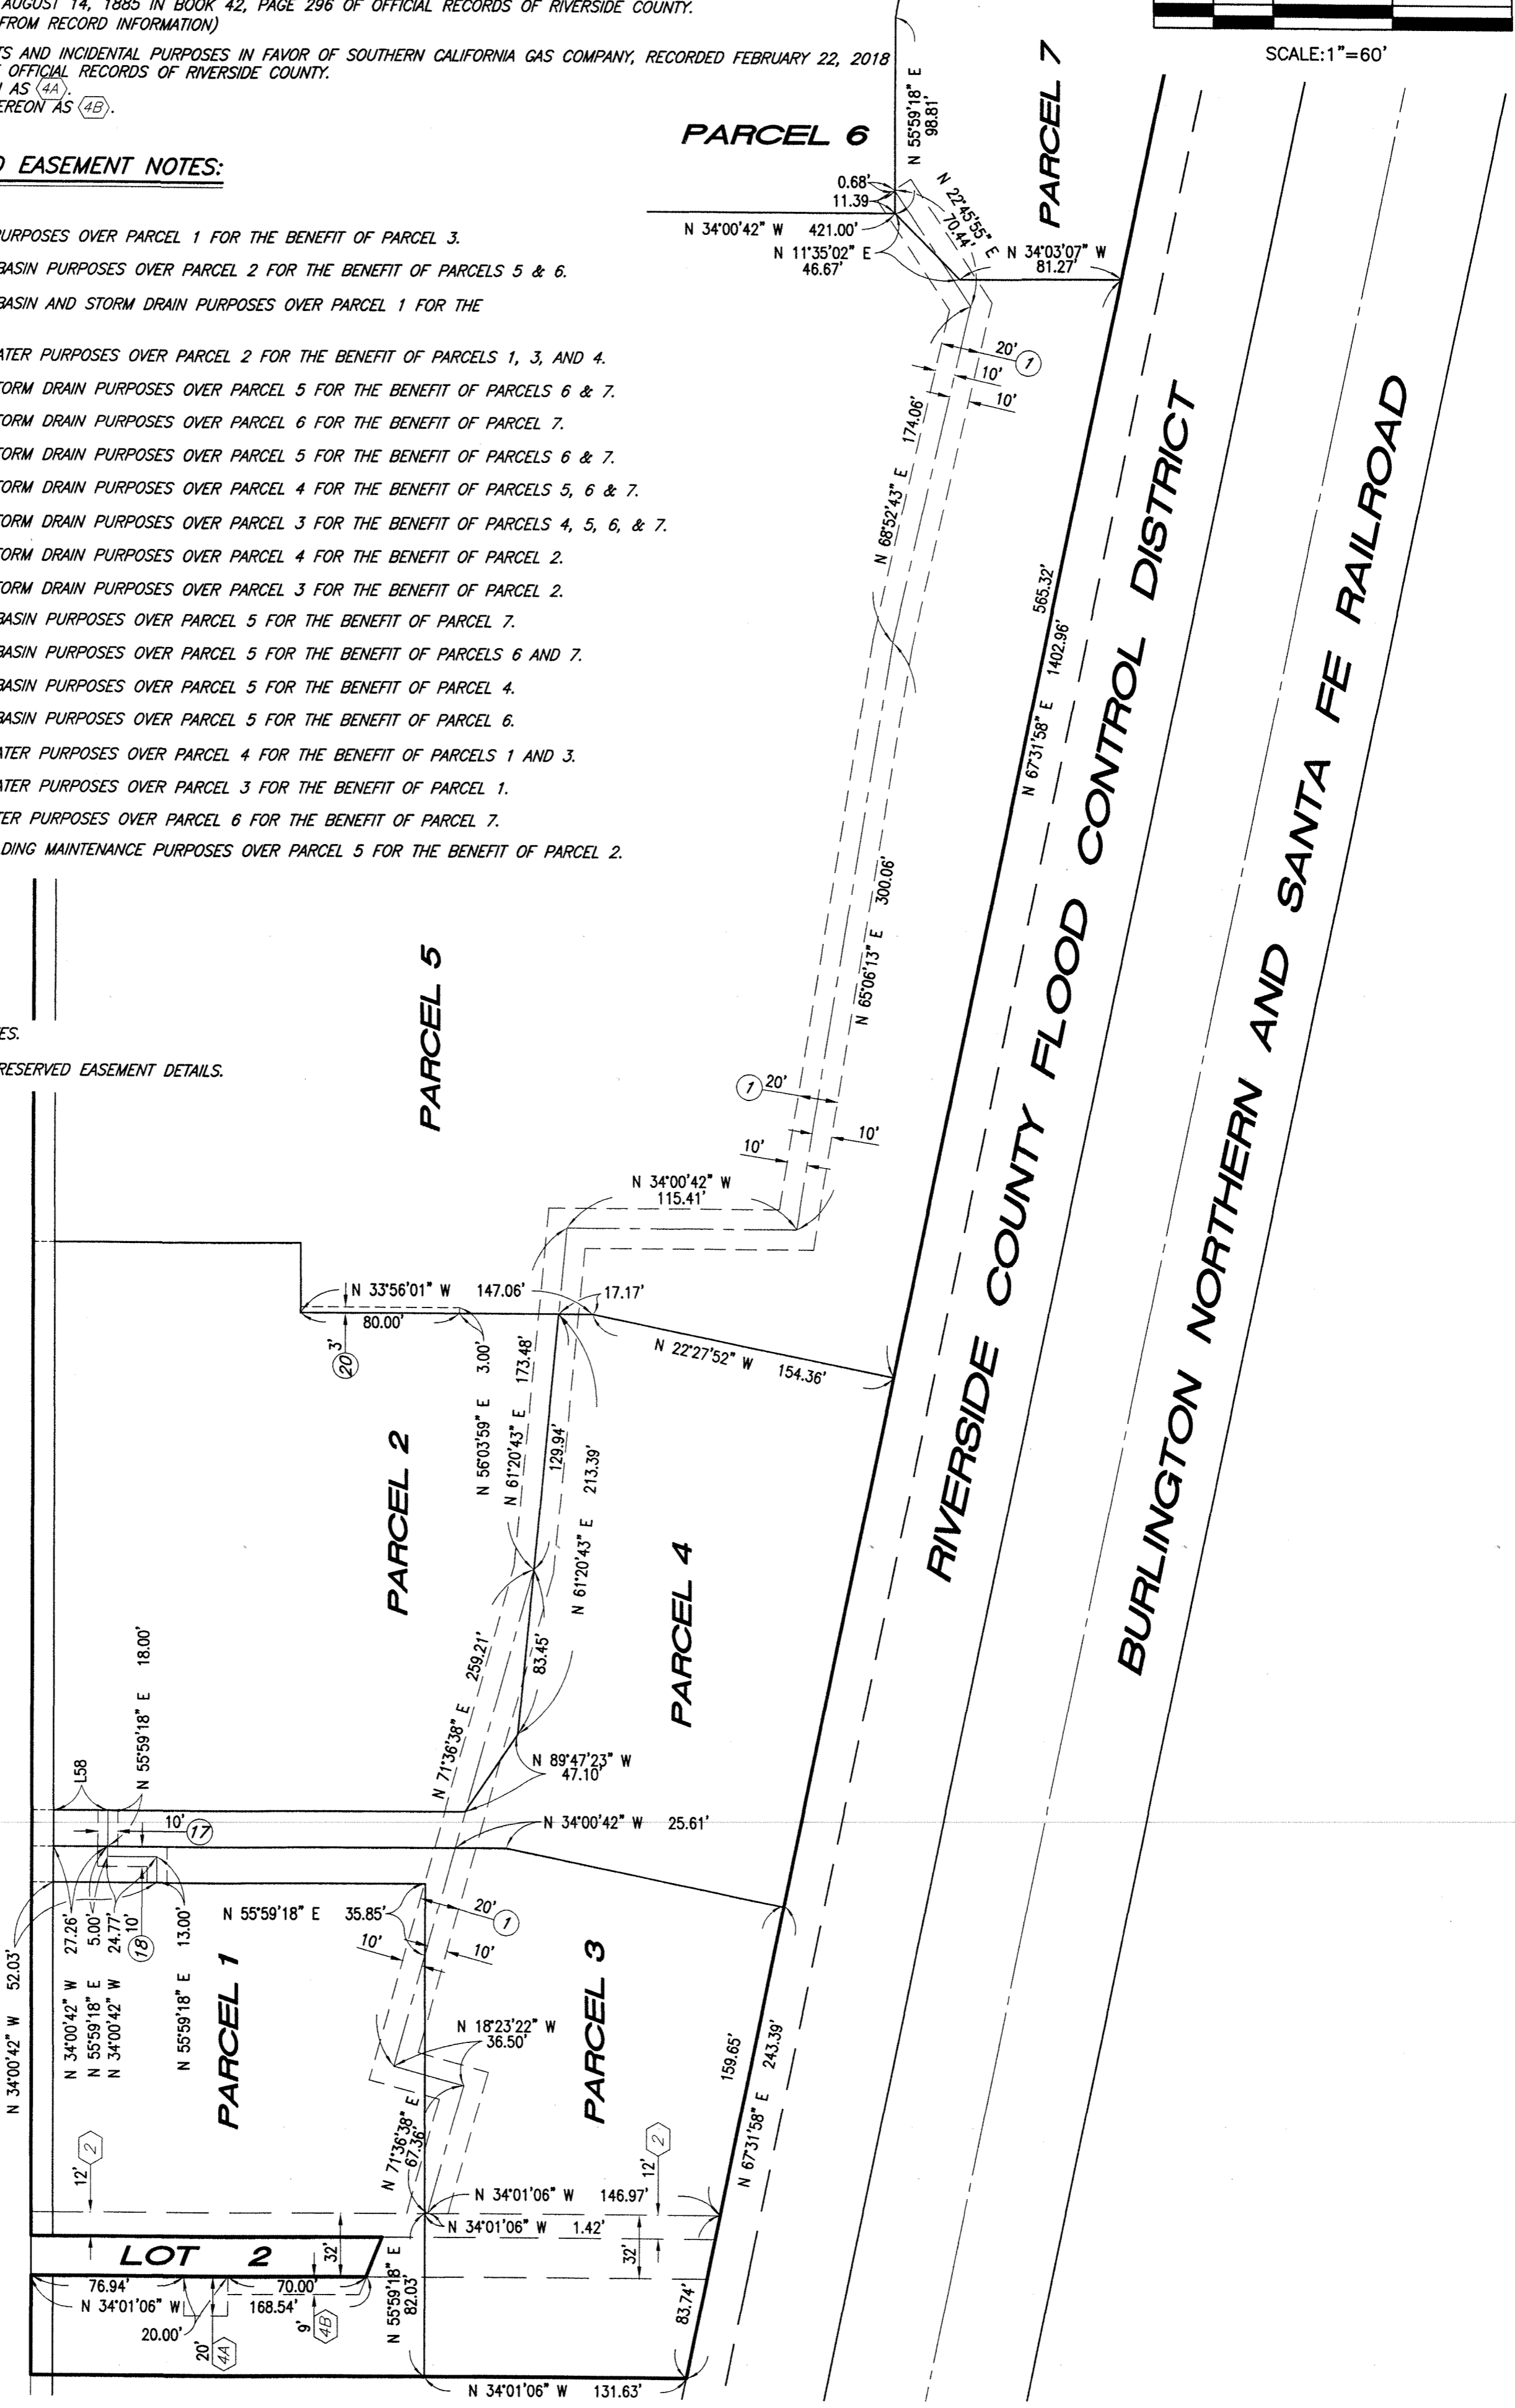 AUGUST 14, 1885 IN BOOK 42, PAGE 296 OF OFFICIAL RECORDS OF RIVERSIDE COUNTY.
FROM RECORD INFORMATION)
TS AND INCIDENTAL PURPOSES IN FAVOR OF SOUTHERN CALIFORNIA GAS COMPANY, RECORDED FEBRUARY 22, 2018
OFFICIAL RECORDS OF RIVERSIDE COUNTY.
AS 4A.
EREON AS 4B.
SCALE:1"=60'
EASEMENT NOTES:
URPOSES OVER PARCEL 1 FOR THE BENEFIT OF PARCEL 3.
BASIN PURPOSES OVER PARCEL 2 FOR THE BENEFIT OF PARCELS 5 & 6.
BASIN AND STORM DRAIN PURPOSES OVER PARCEL 1 FOR THE
ATER PURPOSES OVER PARCEL 2 FOR THE BENEFIT OF PARCELS 1, 3, AND 4.
TORM DRAIN PURPOSES OVER PARCEL 5 FOR THE BENEFIT OF PARCELS 6 & 7.
TORM DRAIN PURPOSES OVER PARCEL 6 FOR THE BENEFIT OF PARCEL 7.
TORM DRAIN PURPOSES OVER PARCEL 5 FOR THE BENEFIT OF PARCELS 6 & 7.
TORM DRAIN PURPOSES OVER PARCEL 4 FOR THE BENEFIT OF PARCELS 5, 6 & 7.
TORM DRAIN PURPOSES OVER PARCEL 3 FOR THE BENEFIT OF PARCELS 4, 5, 6, & 7.
TORM DRAIN PURPOSES OVER PARCEL 4 FOR THE BENEFIT OF PARCEL 2.
TORM DRAIN PURPOSES OVER PARCEL 3 FOR THE BENEFIT OF PARCEL 2.
BASIN PURPOSES OVER PARCEL 5 FOR THE BENEFIT OF PARCEL 7.
BASIN PURPOSES OVER PARCEL 5 FOR THE BENEFIT OF PARCELS 6 AND 7.
BASIN PURPOSES OVER PARCEL 5 FOR THE BENEFIT OF PARCEL 4.
BASIN PURPOSES OVER PARCEL 5 FOR THE BENEFIT OF PARCEL 6.
ATER PURPOSES OVER PARCEL 4 FOR THE BENEFIT OF PARCELS 1 AND 3.
ATER PURPOSES OVER PARCEL 3 FOR THE BENEFIT OF PARCEL 1.
TER PURPOSES OVER PARCEL 6 FOR THE BENEFIT OF PARCEL 7.
LDING MAINTENANCE PURPOSES OVER PARCEL 5 FOR THE BENEFIT OF PARCEL 2.
ES.
RESERVED EASEMENT DETAILS.
PARCEL 6
PARCEL 7
N 55°59'18" E
98.81'
0.68'
11.39
N 34°00'42" W 421.00'
N 11°35'02" E
46.67'
N 22°45'55" E
70.44'
N 34°03'07" W
81.27'
20'
1
10'
10'
N 68°52'43" E 174.06'
565.32'
N 67°31'58" E 1402.96'
N 65°06'13" E 300.06'
RIVERSIDE COUNTY FLOOD CONTROL DISTRICT
BURLINGTON NORTHERN AND SANTA FE RAILROAD
PARCEL 5
1
20'
10'
10'
N 34°00'42" W
115.41'
N 33°56'01" W 147.06'
17.17'
80.00'
3'
20
N 22°27'52" W 154.36'
N 56°03'59" E 3.00'
N 61°20'43" E 173.48'
129.94'
N 61°20'43" E 213.39'
PARCEL 2
PARCEL 4
83.45'
N 71°36'38" E 259.21'
N 89°47'23" W
47.10'
L58
N 55°59'18" E 18.00'
10'
17
N 34°00'42" W 25.61'
N 34°00'42" W 52.03'
N 34°00'42" W 27.26'
N 55°59'18" E 5.00'
N 34°00'42" W 24.77'
10'
18
N 55°59'18" E 13.00'
N 55°59'18" E 35.85'
20'
1
10'
10'
PARCEL 1
PARCEL 3
N 18°23'22" W
36.50'
N 71°36'38" E
67.36'
159.65'
N 67°31'58" E 243.39'
12'
2
12'
2
N 34°01'06" W 146.97'
N 34°01'06" W 1.42'
32'
32'
LOT 2
76.94'
70.00'
N 34°01'06" W 168.54'
20.00'
20'
4A
9'
4B
N 55°59'18" E
82.03'
83.74'
N 34°01'06" W 131.63'